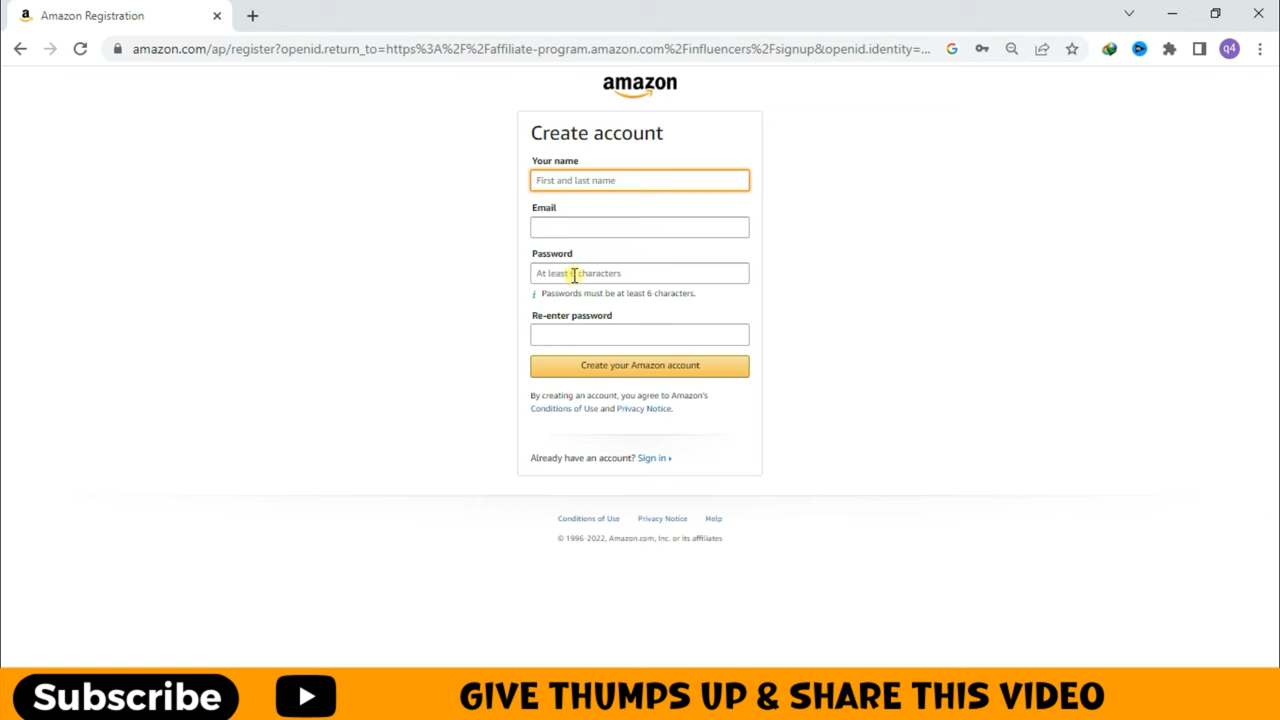 Amazon Registration
amazon.com/ap/register?openid.return_to=https%3A%2F%2Faffiliate-program.amazon.com%2Finfluencers%2Fsignup&openid.identity=...
q4
amazon
Create account
Your name
First and last name
Email
Password
At least 6 characters
i Passwords must be at least 6 characters.
Re-enter password
Create your Amazon account
By creating an account, you agree to Amazon's
Conditions of Use and Privacy Notice.
Already have an account? Sign in
Conditions of Use Privacy Notice Help
© 1996-2022, Amazon.com, Inc. or its affiliates
Subscribe GIVE THUMPS UP & SHARE THIS VIDEO